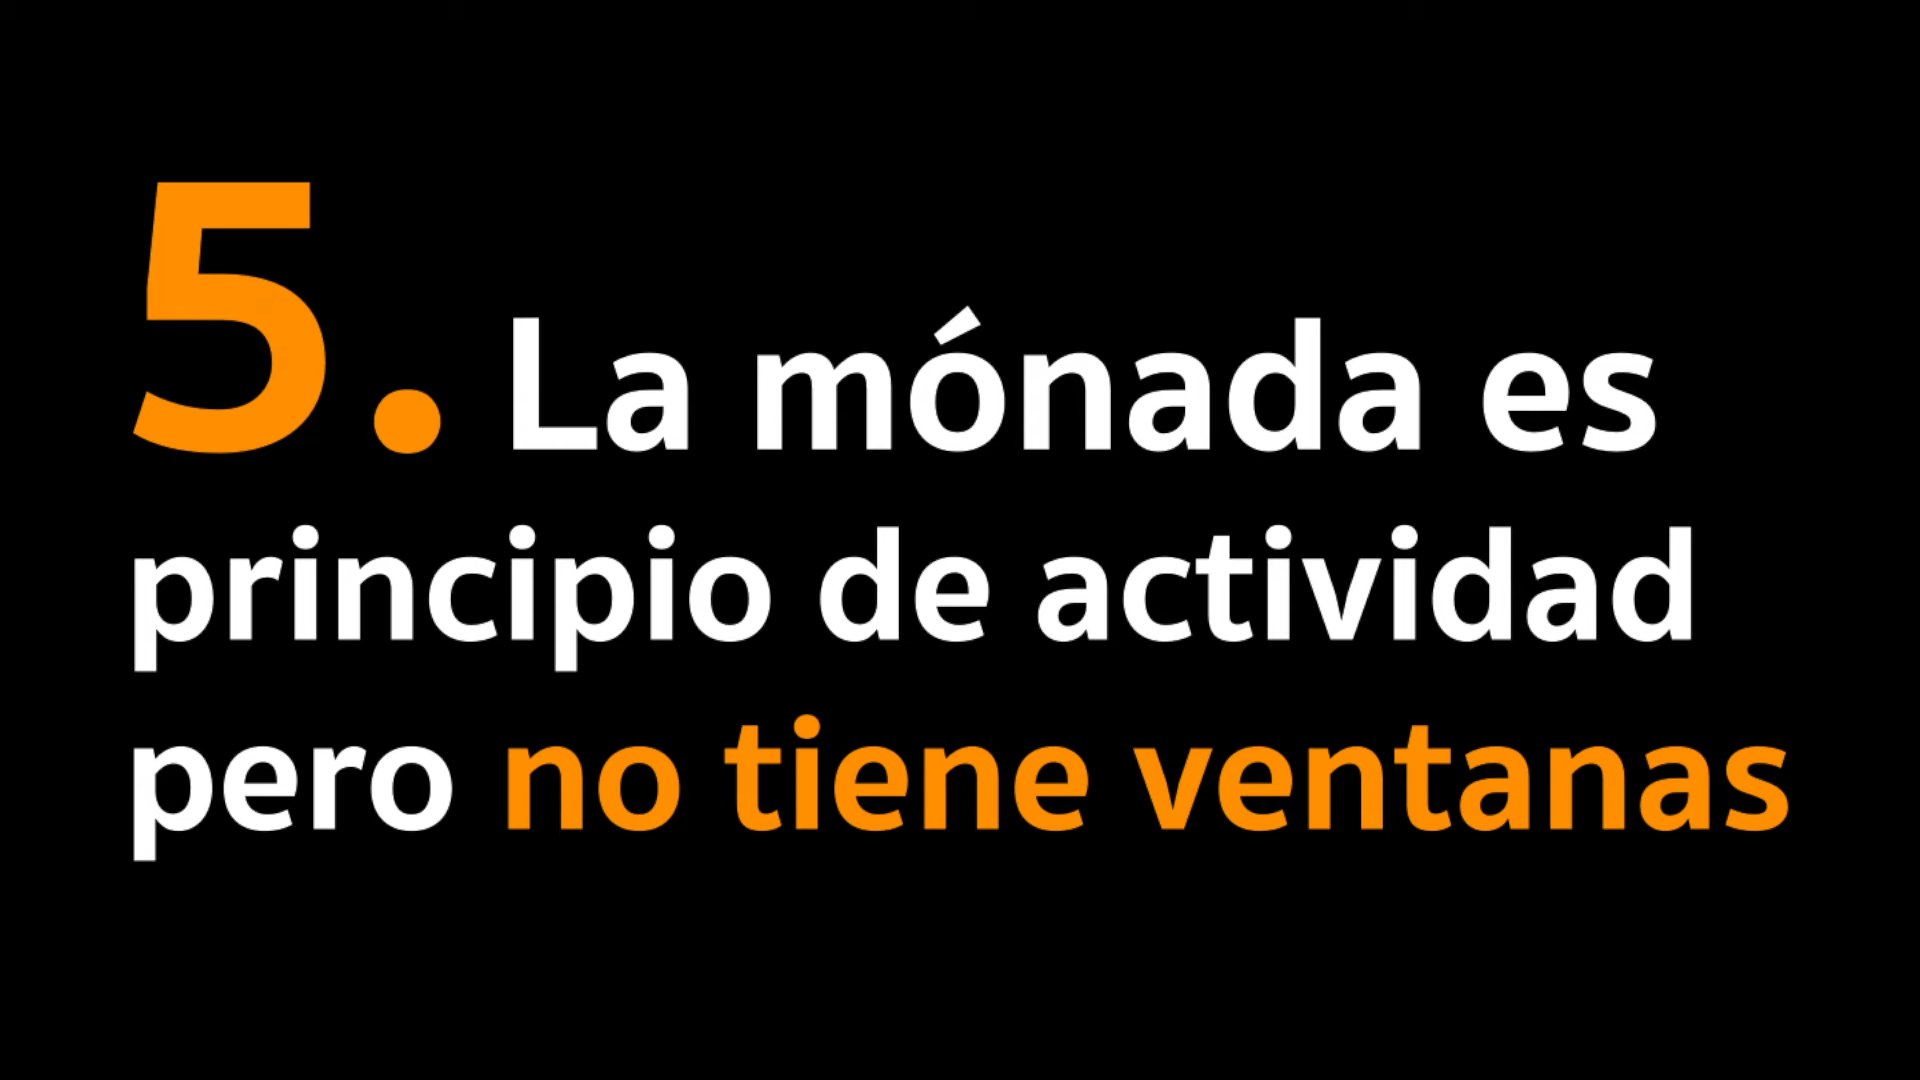 5. La mónada es
principio de actividad
pero no tiene ventanas